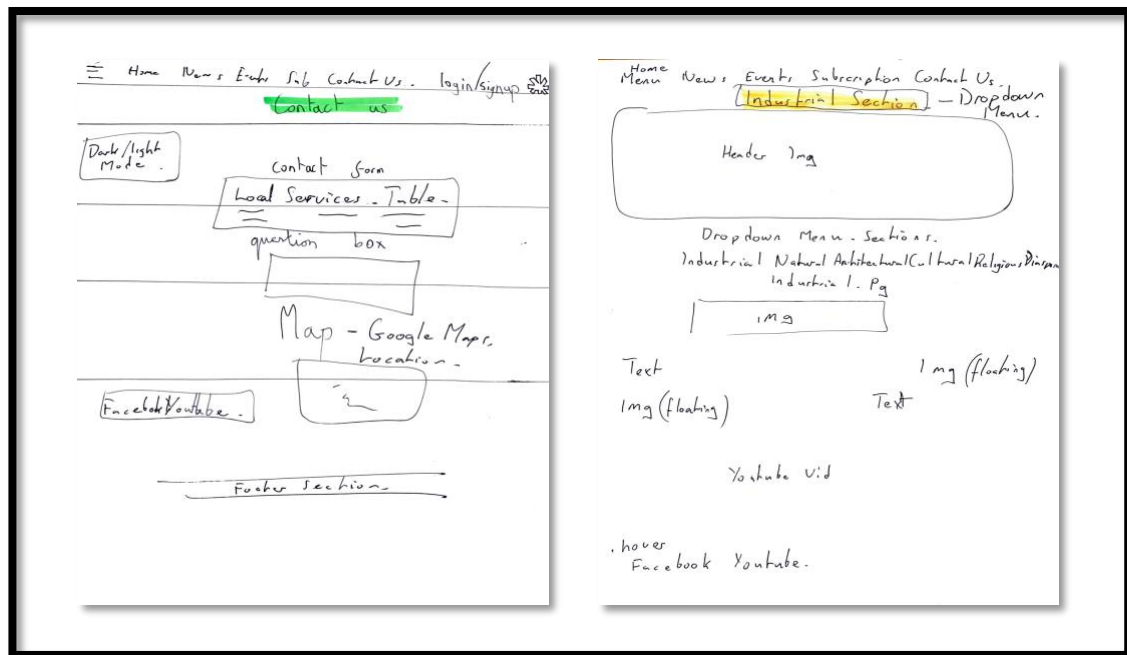 Home News Events Sub Contact Us. login/signup
Contact us
Dark/light
Mode.
Contact form
Local Services - Table -
question box
Map - Google Maps,
Location.
Facebook/Youtube.
Footer Section.
Home
Menu News Events Subscription Contact Us.
Industrial Section - Dropdown
Menu.
Header Img
Dropdown Menu. Sections.
Industrial Natural Architectural Cultural Religious
Industrial. Pg
img
Text Img (floating)
Img (floating) Text
Youtube vid
. hover
Facebook Youtube.